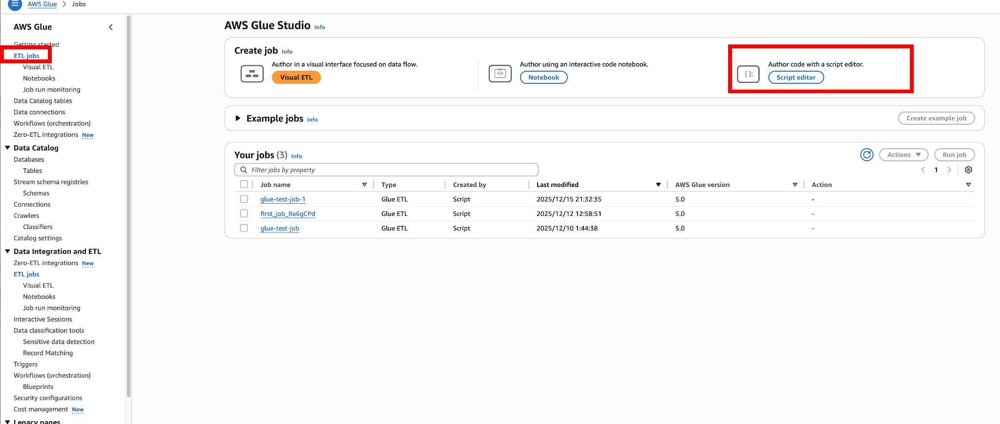 AWS Glue > Jobs
AWS Glue
Getting started
ETL jobs
Visual ETL
Notebooks
Job run monitoring
Data Catalog tables
Data connections
Workflows (orchestration)
Zero-ETL integrations New
Data Catalog
Databases
Tables
Stream schema registries
Schemas
Connections
Crawlers
Classifiers
Catalog settings
Data Integration and ETL
Zero-ETL integrations New
ETL jobs
Visual ETL
Notebooks
Job run monitoring
Interactive Sessions
Data classification tools
Sensitive data detection
Record Matching
Triggers
Workflows (orchestration)
Blueprints
Security configurations
Cost management New
Legacy pages
AWS Glue Studio Info
Create job Info
Author in a visual interface focused on data flow.
Visual ETL
Author using an interactive code notebook.
</>
Notebook
Author code with a script editor.
{ };
Script editor
Example jobs Info
Create example job
Your jobs (3) Info
Actions
Run job
Filter jobs by property
1
Job name Type Created by Last modified AWS Glue version Action
glue-test-job-1 Glue ETL Script 2025/12/15 21:32:35 5.0 -
first_job_Ra6gCPd Glue ETL Script 2025/12/12 12:58:51 5.0 -
glue-test-job Glue ETL Script 2025/12/10 1:44:38 5.0 -